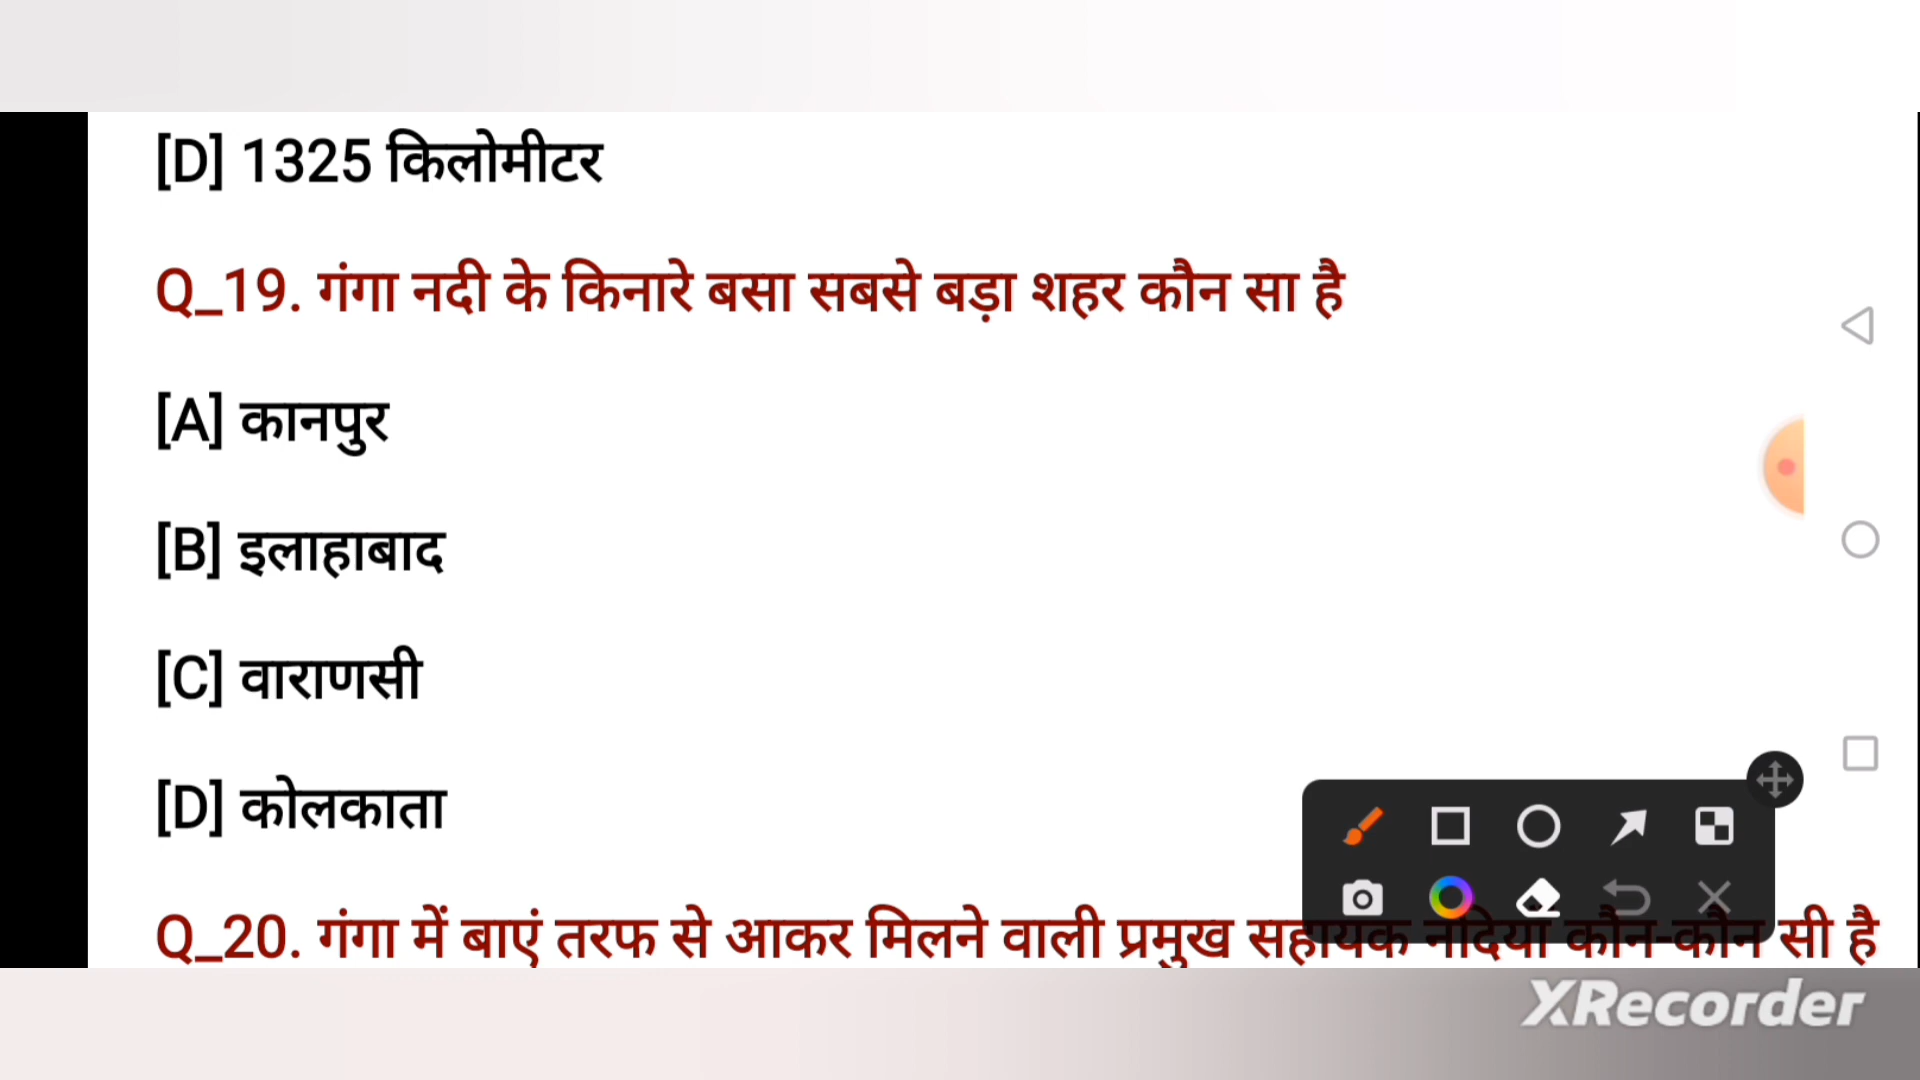 [D] 1325 किलोमीटर
Q_19. गंगा नदी के किनारे बसा सबसे बड़ा शहर कौन सा है
[A] कानपुर
[B] इलाहाबाद
[C] वाराणसी
[D] कोलकाता
Q_20. गंगा में बाएं तरफ से आकर मिलने वाली प्रमुख सहायक नदिया कौन-कौन सी है
XRecorder